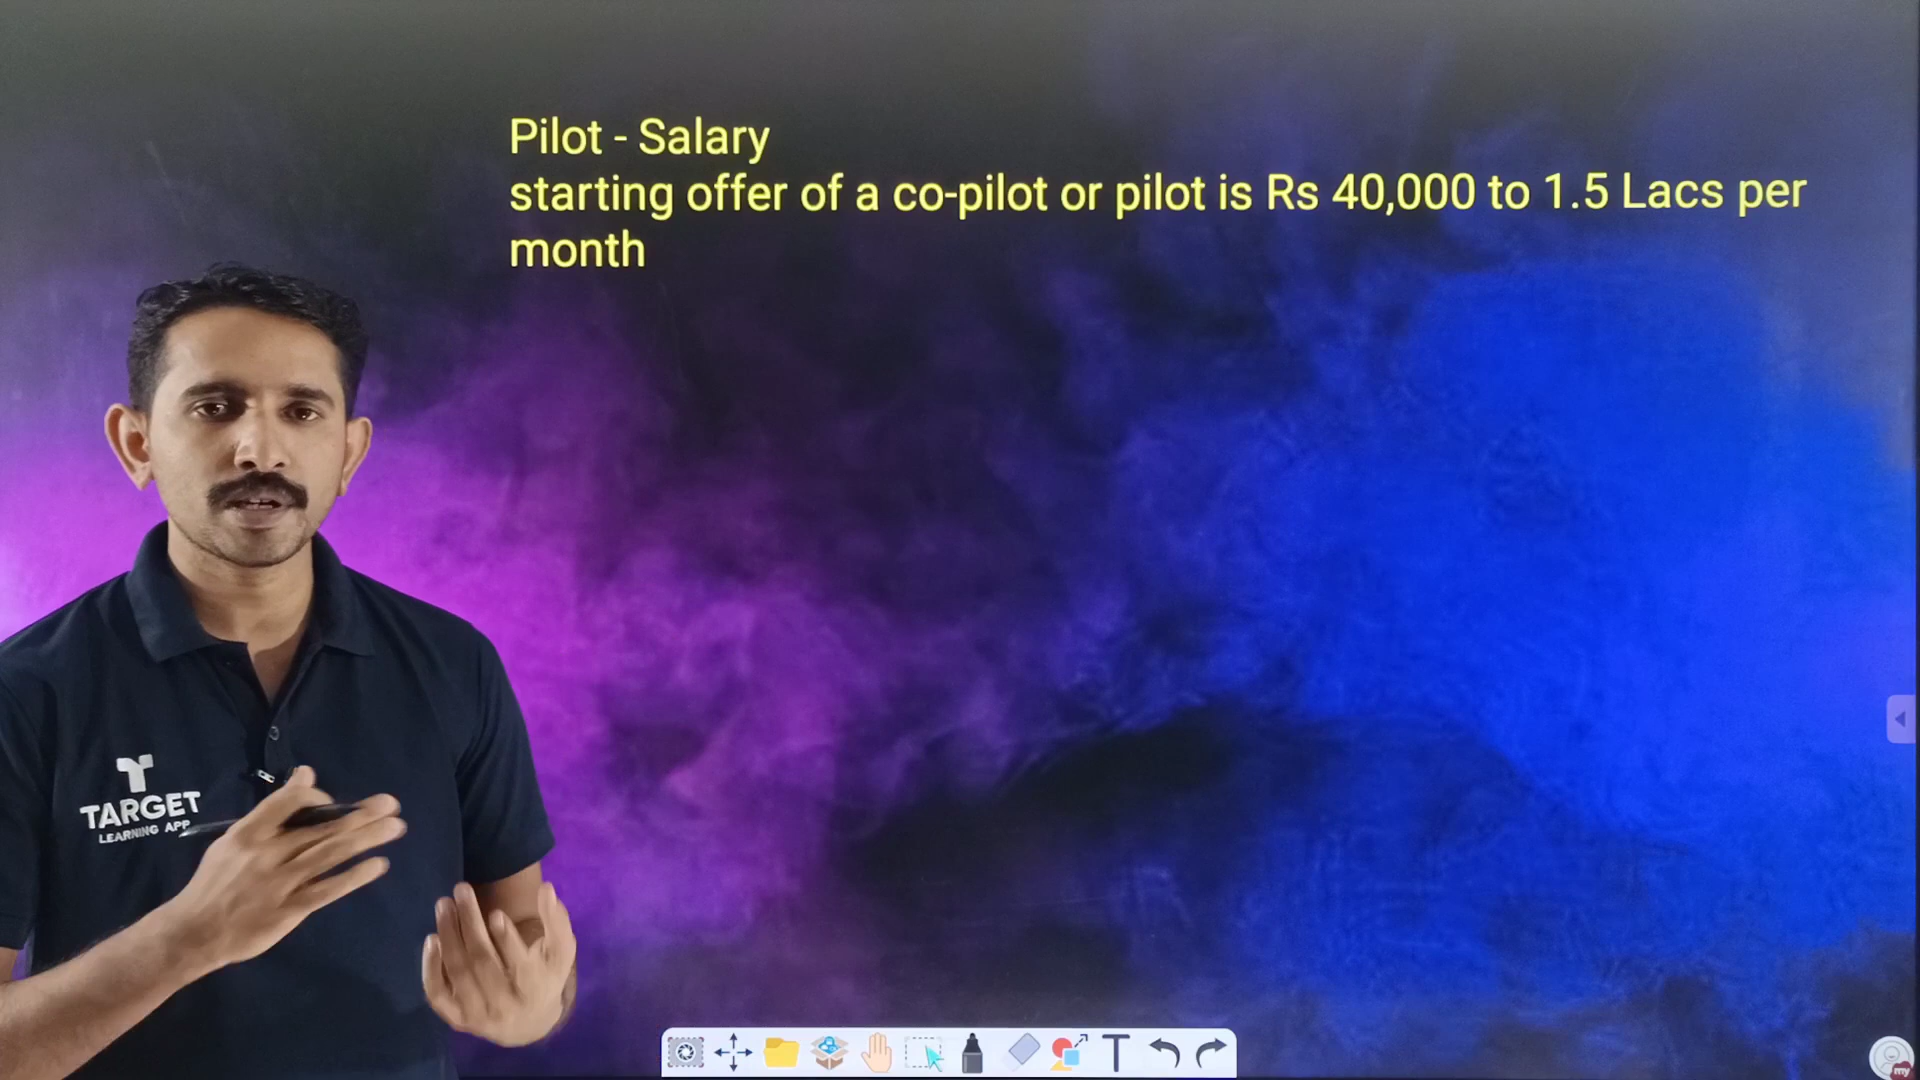 Pilot - Salary
starting offer of a co-pilot or pilot is Rs 40,000 to 1.5 Lacs per
month
TARGET
LEARNING APP
T
my